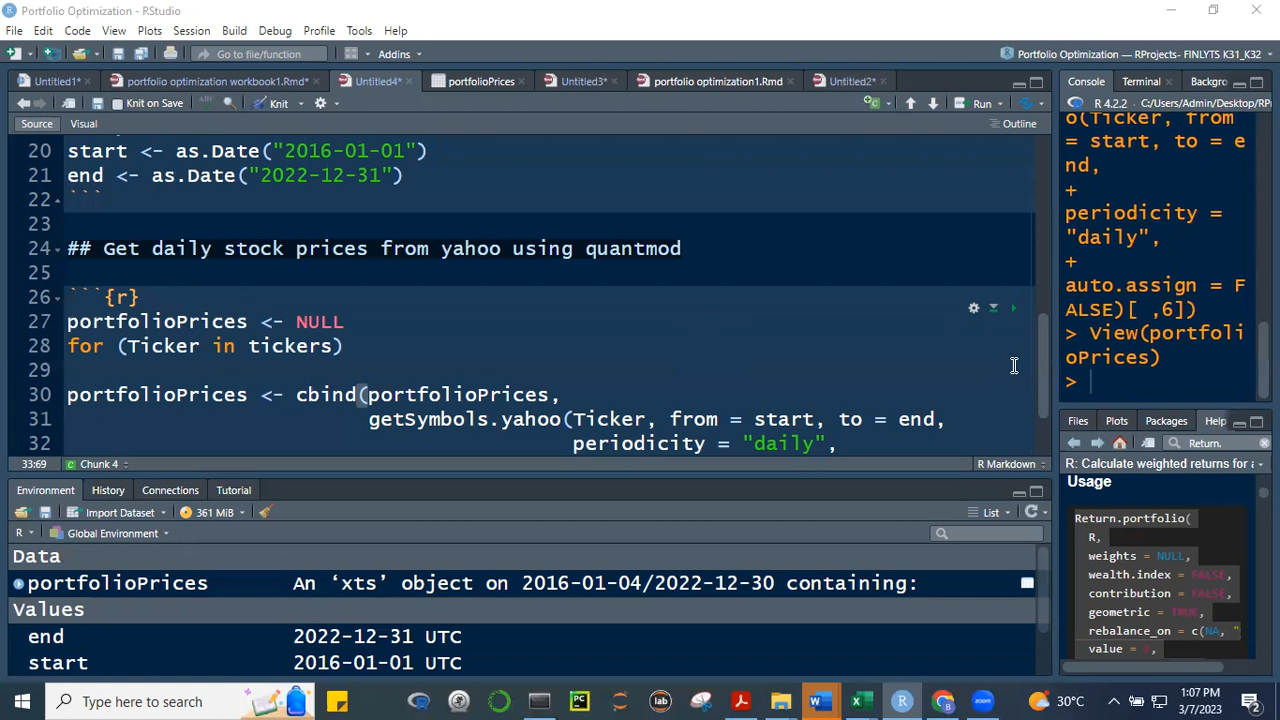 Portfolio Optimization - RStudio
File Edit Code View Plots Session Build Debug Profile Tools Help
Go to file/function Addins Portfolio Optimization — RProjects- FINLYTS K31_K32
Untitled1* portfolio optimization workbook1.Rmd* Untitled4* portfolioPrices Untitled3* portfolio optimization1.Rmd Untitled2*
Knit on Save ABC Knit Run
Source Visual Outline
20 start <- as.Date("2016-01-01")
21 end <- as.Date("2022-12-31")
22 ```
23
24 ## Get daily stock prices from yahoo using quantmod
25
26 ```{r}
27 portfolioPrices <- NULL
28 for (Ticker in tickers)
29
30 portfolioPrices <- cbind(portfolioPrices,
31 getSymbols.yahoo(Ticker, from = start, to = end,
32 periodicity = "daily",
33:69 Chunk 4 R Markdown
Environment History Connections Tutorial
Import Dataset 361 MiB List
R Global Environment
Data
portfolioPrices An ‘xts’ object on 2016-01-04/2022-12-30 containing:
Values
end 2022-12-31 UTC
start 2016-01-01 UTC
Console Terminal Backgro
R 4.2.2 C:/Users/Admin/Desktop/RP
o(Ticker, from
= start, to = e
nd,
+
periodicity =
"daily",
+
auto.assign = F
ALSE)[ ,6])
> View(portfoli
oPrices)
>
Files Plots Packages Help
Return.
R: Calculate weighted returns for a
Usage
Return.portfolio(
R,
weights = NULL,
wealth.index = FALSE,
contribution = FALSE,
geometric = TRUE,
rebalance_on = c(NA, "
value = 1,
Type here to search PC lab 30°C 1:07 PM
3/7/2023 2